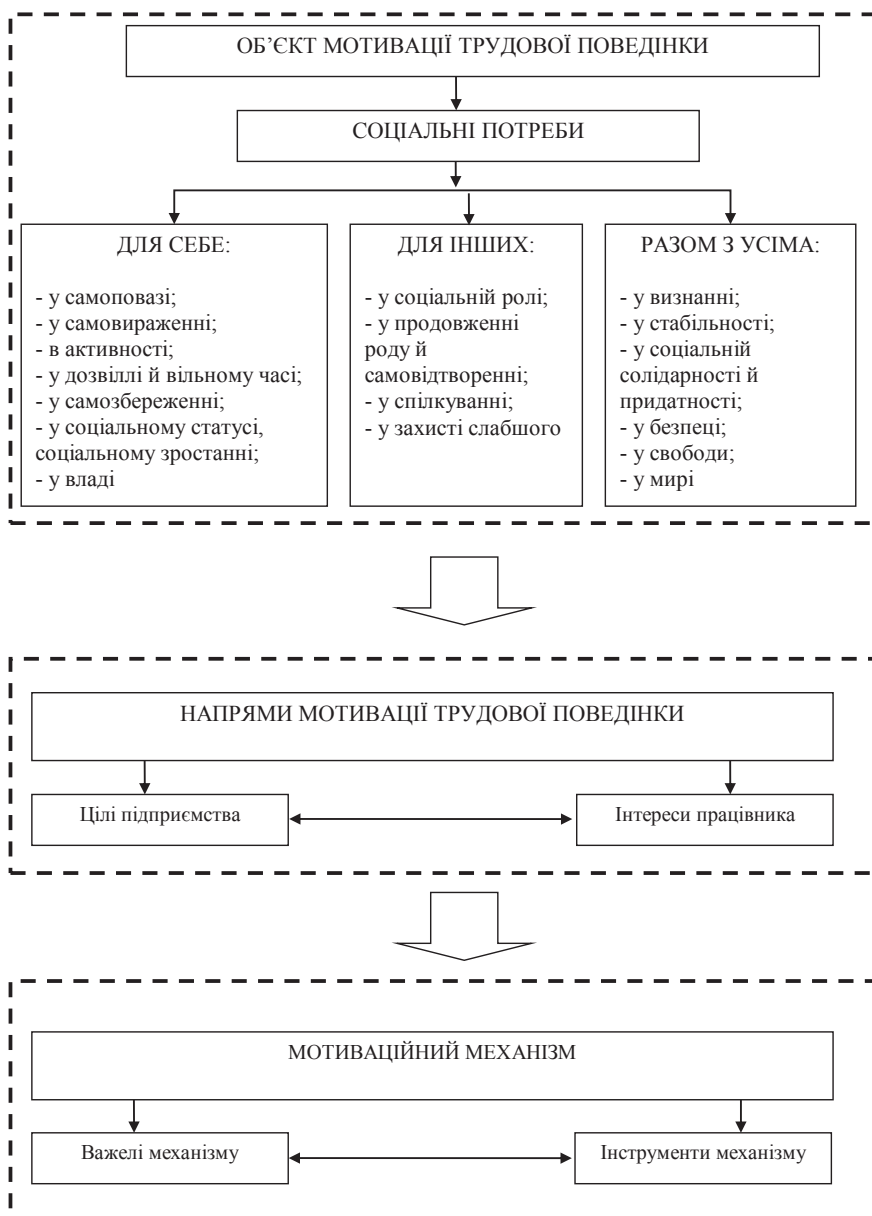 ОБ’ЄКТ МОТИВАЦІЇ ТРУДОВОЇ ПОВЕДІНКИ
СОЦІАЛЬНІ ПОТРЕБИ
ДЛЯ СЕБЕ:
- у самоповазі;
- у самовираженні;
- в активності;
- у дозвіллі й вільному часі;
- у самозбереженні;
- у соціальному статусі,
соціальному зростанні;
- у владі
ДЛЯ ІНШИХ:
- у соціальній ролі;
- у продовженні
роду й
самовідтворенні;
- у спілкуванні;
- у захисті слабшого
РАЗОМ З УСІМА:
- у визнанні;
- у стабільності;
- у соціальній
солідарності й
придатності;
- у безпеці;
- у свободи;
- у мирі
НАПРЯМИ МОТИВАЦІЇ ТРУДОВОЇ ПОВЕДІНКИ
Цілі підприємства
Інтереси працівника
МОТИВАЦІЙНИЙ МЕХАНІЗМ
Важелі механізму
Інструменти механізму